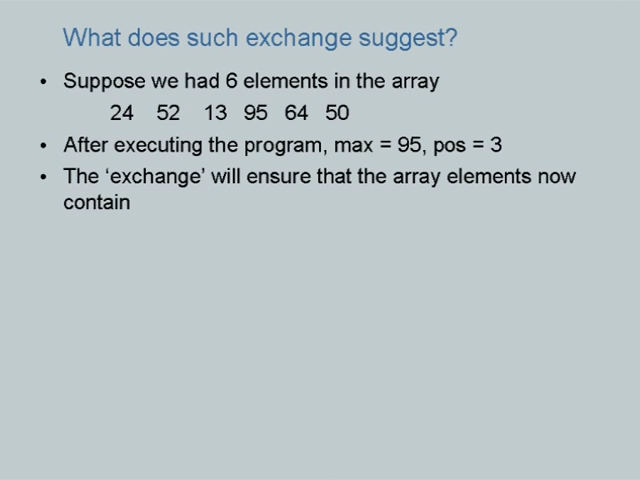 What does such exchange suggest?
• Suppose we had 6 elements in the array
24 52 13 95 64 50
• After executing the program, max = 95, pos = 3
• The ‘exchange’ will ensure that the array elements now
contain